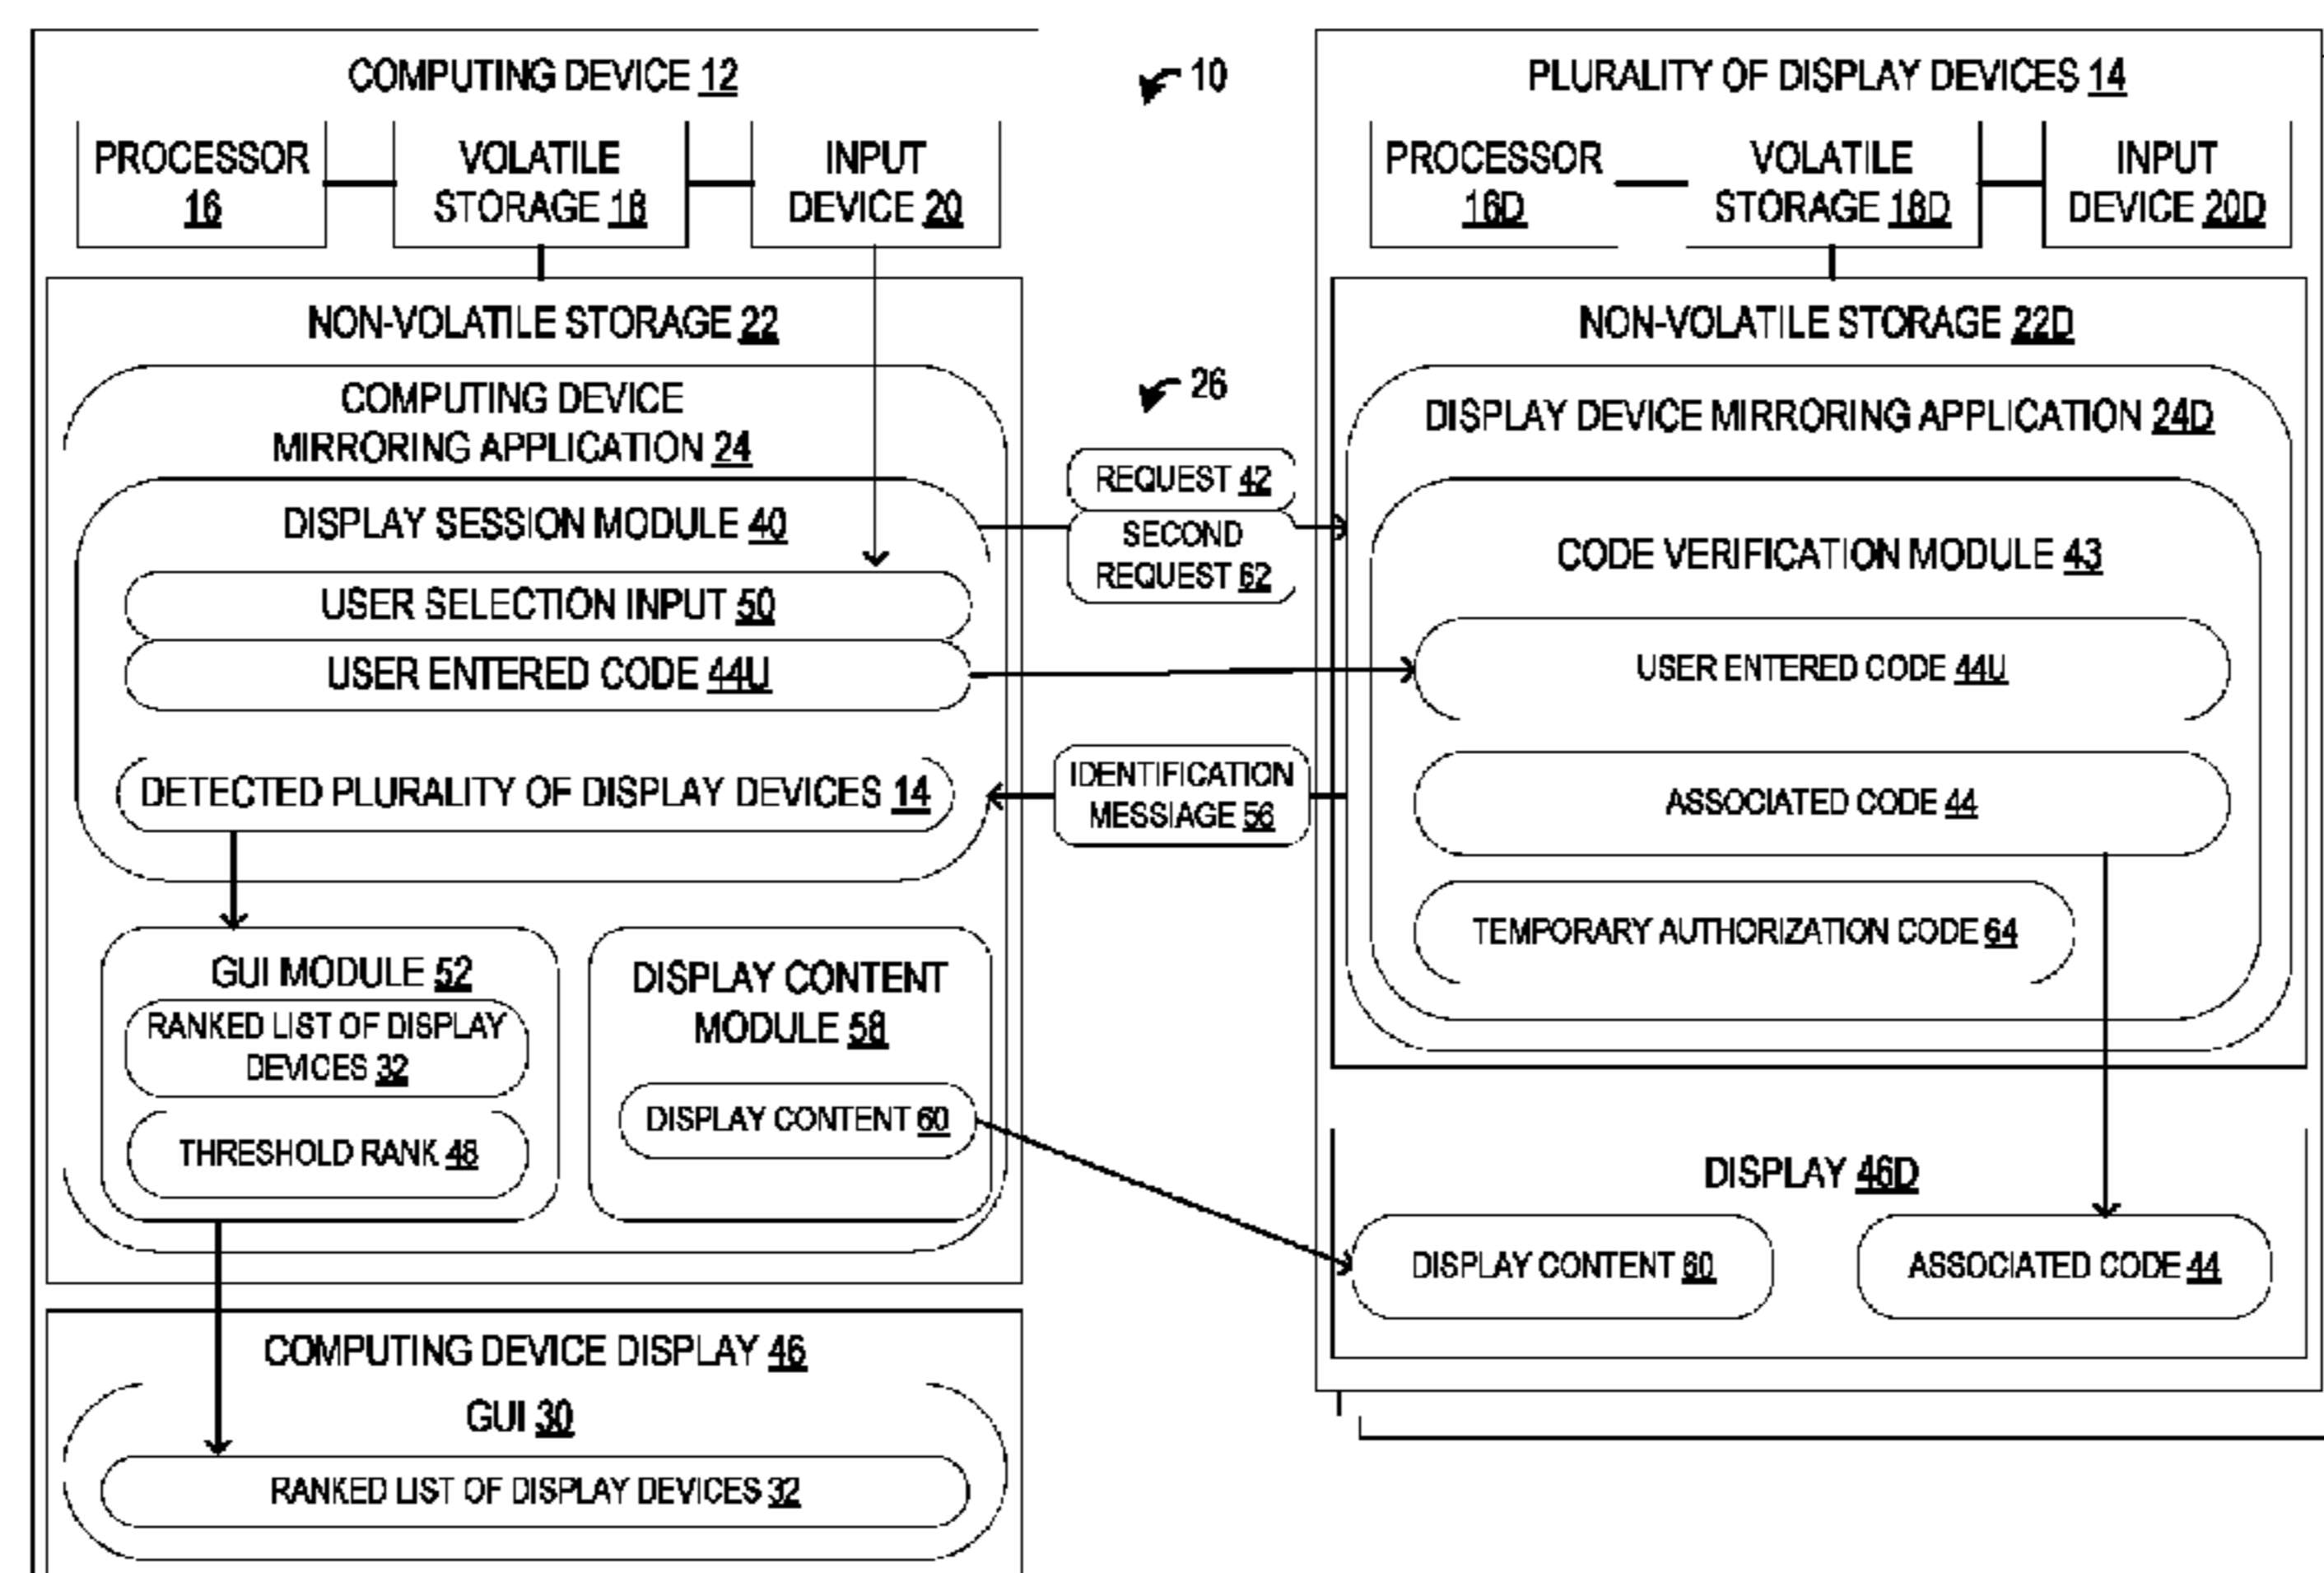 COMPUTING DEVICE 12
PROCESSOR
16
VOLATILE
STORAGE 18
INPUT
DEVICE 20
NON-VOLATILE STORAGE 22
COMPUTING DEVICE
MIRRORING APPLICATION 24
DISPLAY SESSION MODULE 40
USER SELECTION INPUT 50
USER ENTERED CODE 44U
DETECTED PLURALITY OF DISPLAY DEVICES 14
GUI MODULE 52
RANKED LIST OF DISPLAY
DEVICES 32
THRESHOLD RANK 48
DISPLAY CONTENT
MODULE 58
DISPLAY CONTENT 60
COMPUTING DEVICE DISPLAY 46
GUI 30
RANKED LIST OF DISPLAY DEVICES 32
10
26
REQUEST 42
SECOND
REQUEST 62
IDENTIFICATION
MESSIAGE 56
PLURALITY OF DISPLAY DEVICES 14
PROCESSOR
16D
VOLATILE
STORAGE 18D
INPUT
DEVICE 20D
NON-VOLATILE STORAGE 22D
DISPLAY DEVICE MIRRORING APPLICATION 24D
CODE VERIFICATION MODULE 43
USER ENTERED CODE 44U
ASSOCIATED CODE 44
TEMPORARY AUTHORIZATION CODE 64
DISPLAY 46D
DISPLAY CONTENT 60
ASSOCIATED CODE 44